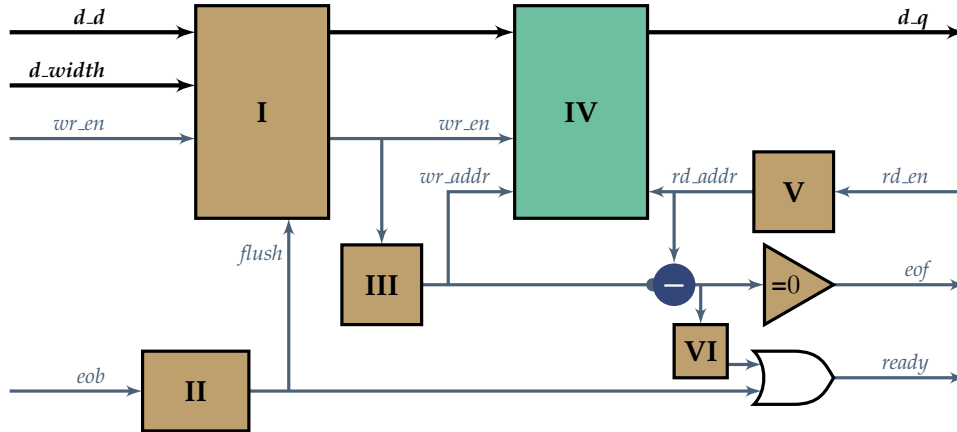 d_d
d_q
d_width
I
IV
wr_en
wr_en
wr_addr
rd_addr
V
rd_en
flush
III
−
=0
eof
VI
eob
II
ready